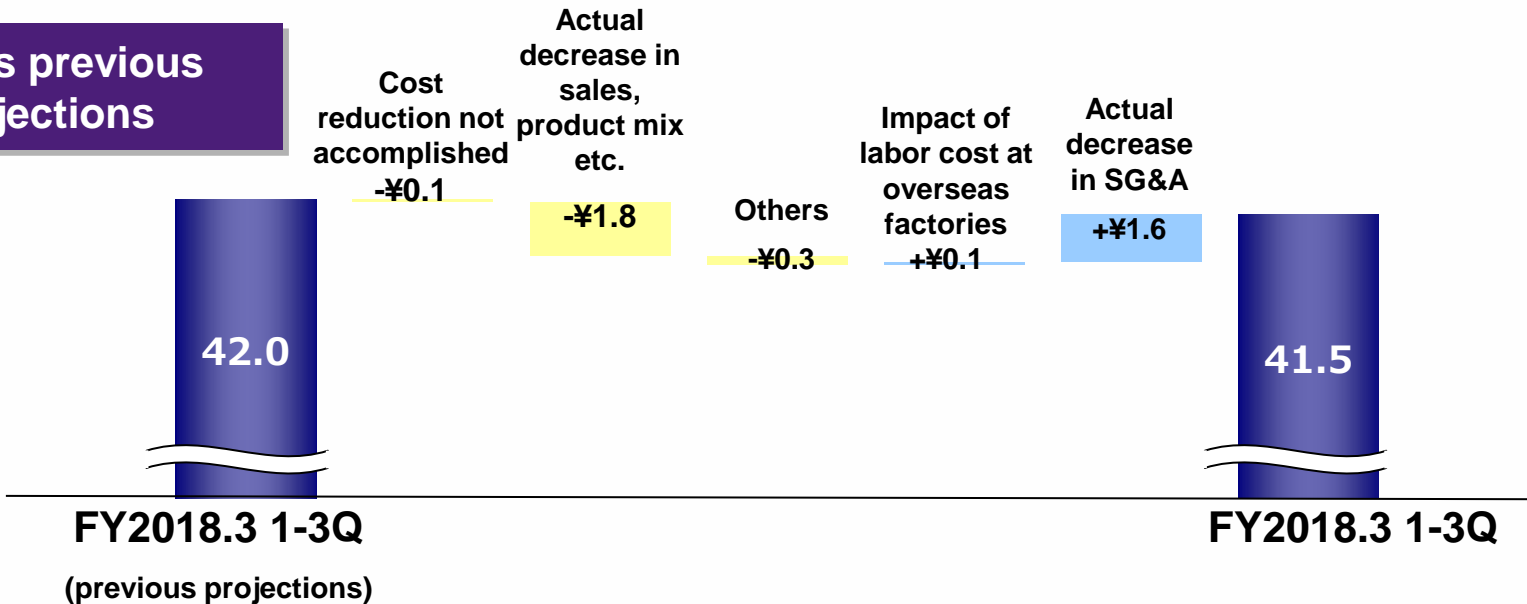 s previous
jections
Cost
reduction not
accomplished
-¥0.1
Actual
decrease in
sales,
product mix
etc.
-¥1.8
Others
-¥0.3
Impact of
labor cost at
overseas
factories
+¥0.1
Actual
decrease
in SG&A
+¥1.6
42.0
41.5
FY2018.3 1-3Q
(previous projections)
FY2018.3 1-3Q